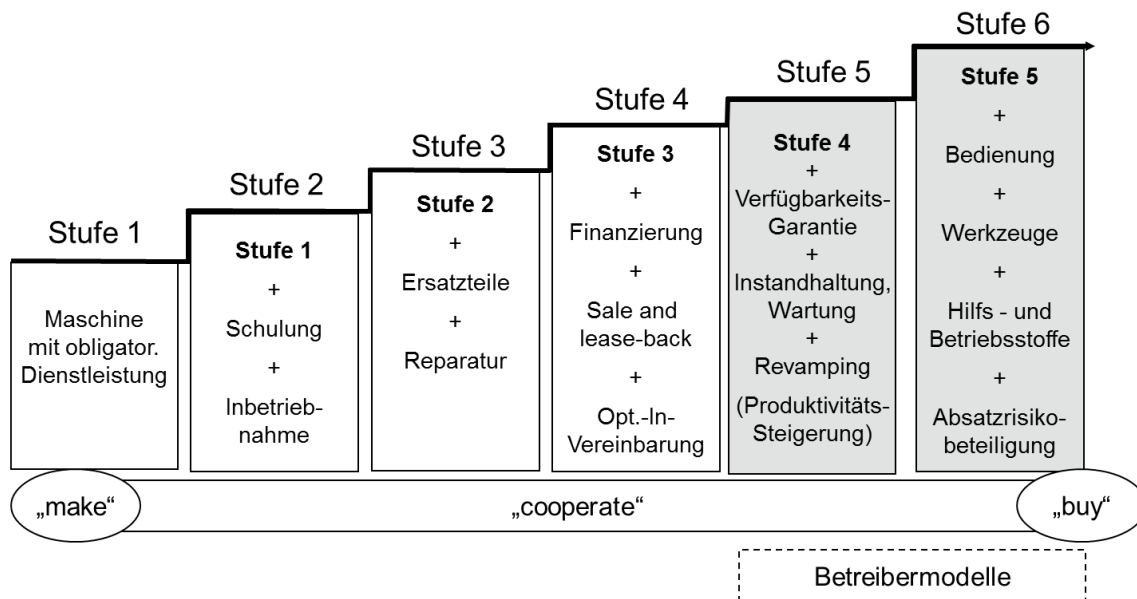 Stufe 1
Maschine
mit obligator.
Dienstleistung
Stufe 2
Stufe 1
+
Schulung
+
Inbetrieb-
nahme
Stufe 3
Stufe 2
+
Ersatzteile
+
Reparatur
Stufe 4
Stufe 3
+
Finanzierung
+
Sale and
lease-back
+
Opt.-In-
Vereinbarung
Stufe 5
Stufe 4
+
Verfügbarkeits-
Garantie
+
Instandhaltung,
Wartung
+
Revamping
(Produktivitäts-
Steigerung)
Stufe 6
Stufe 5
+
Bedienung
+
Werkzeuge
+
Hilfs - und
Betriebsstoffe
+
Absatzrisiko-
beteiligung
„make“
„cooperate“
„buy“
Betreibermodelle